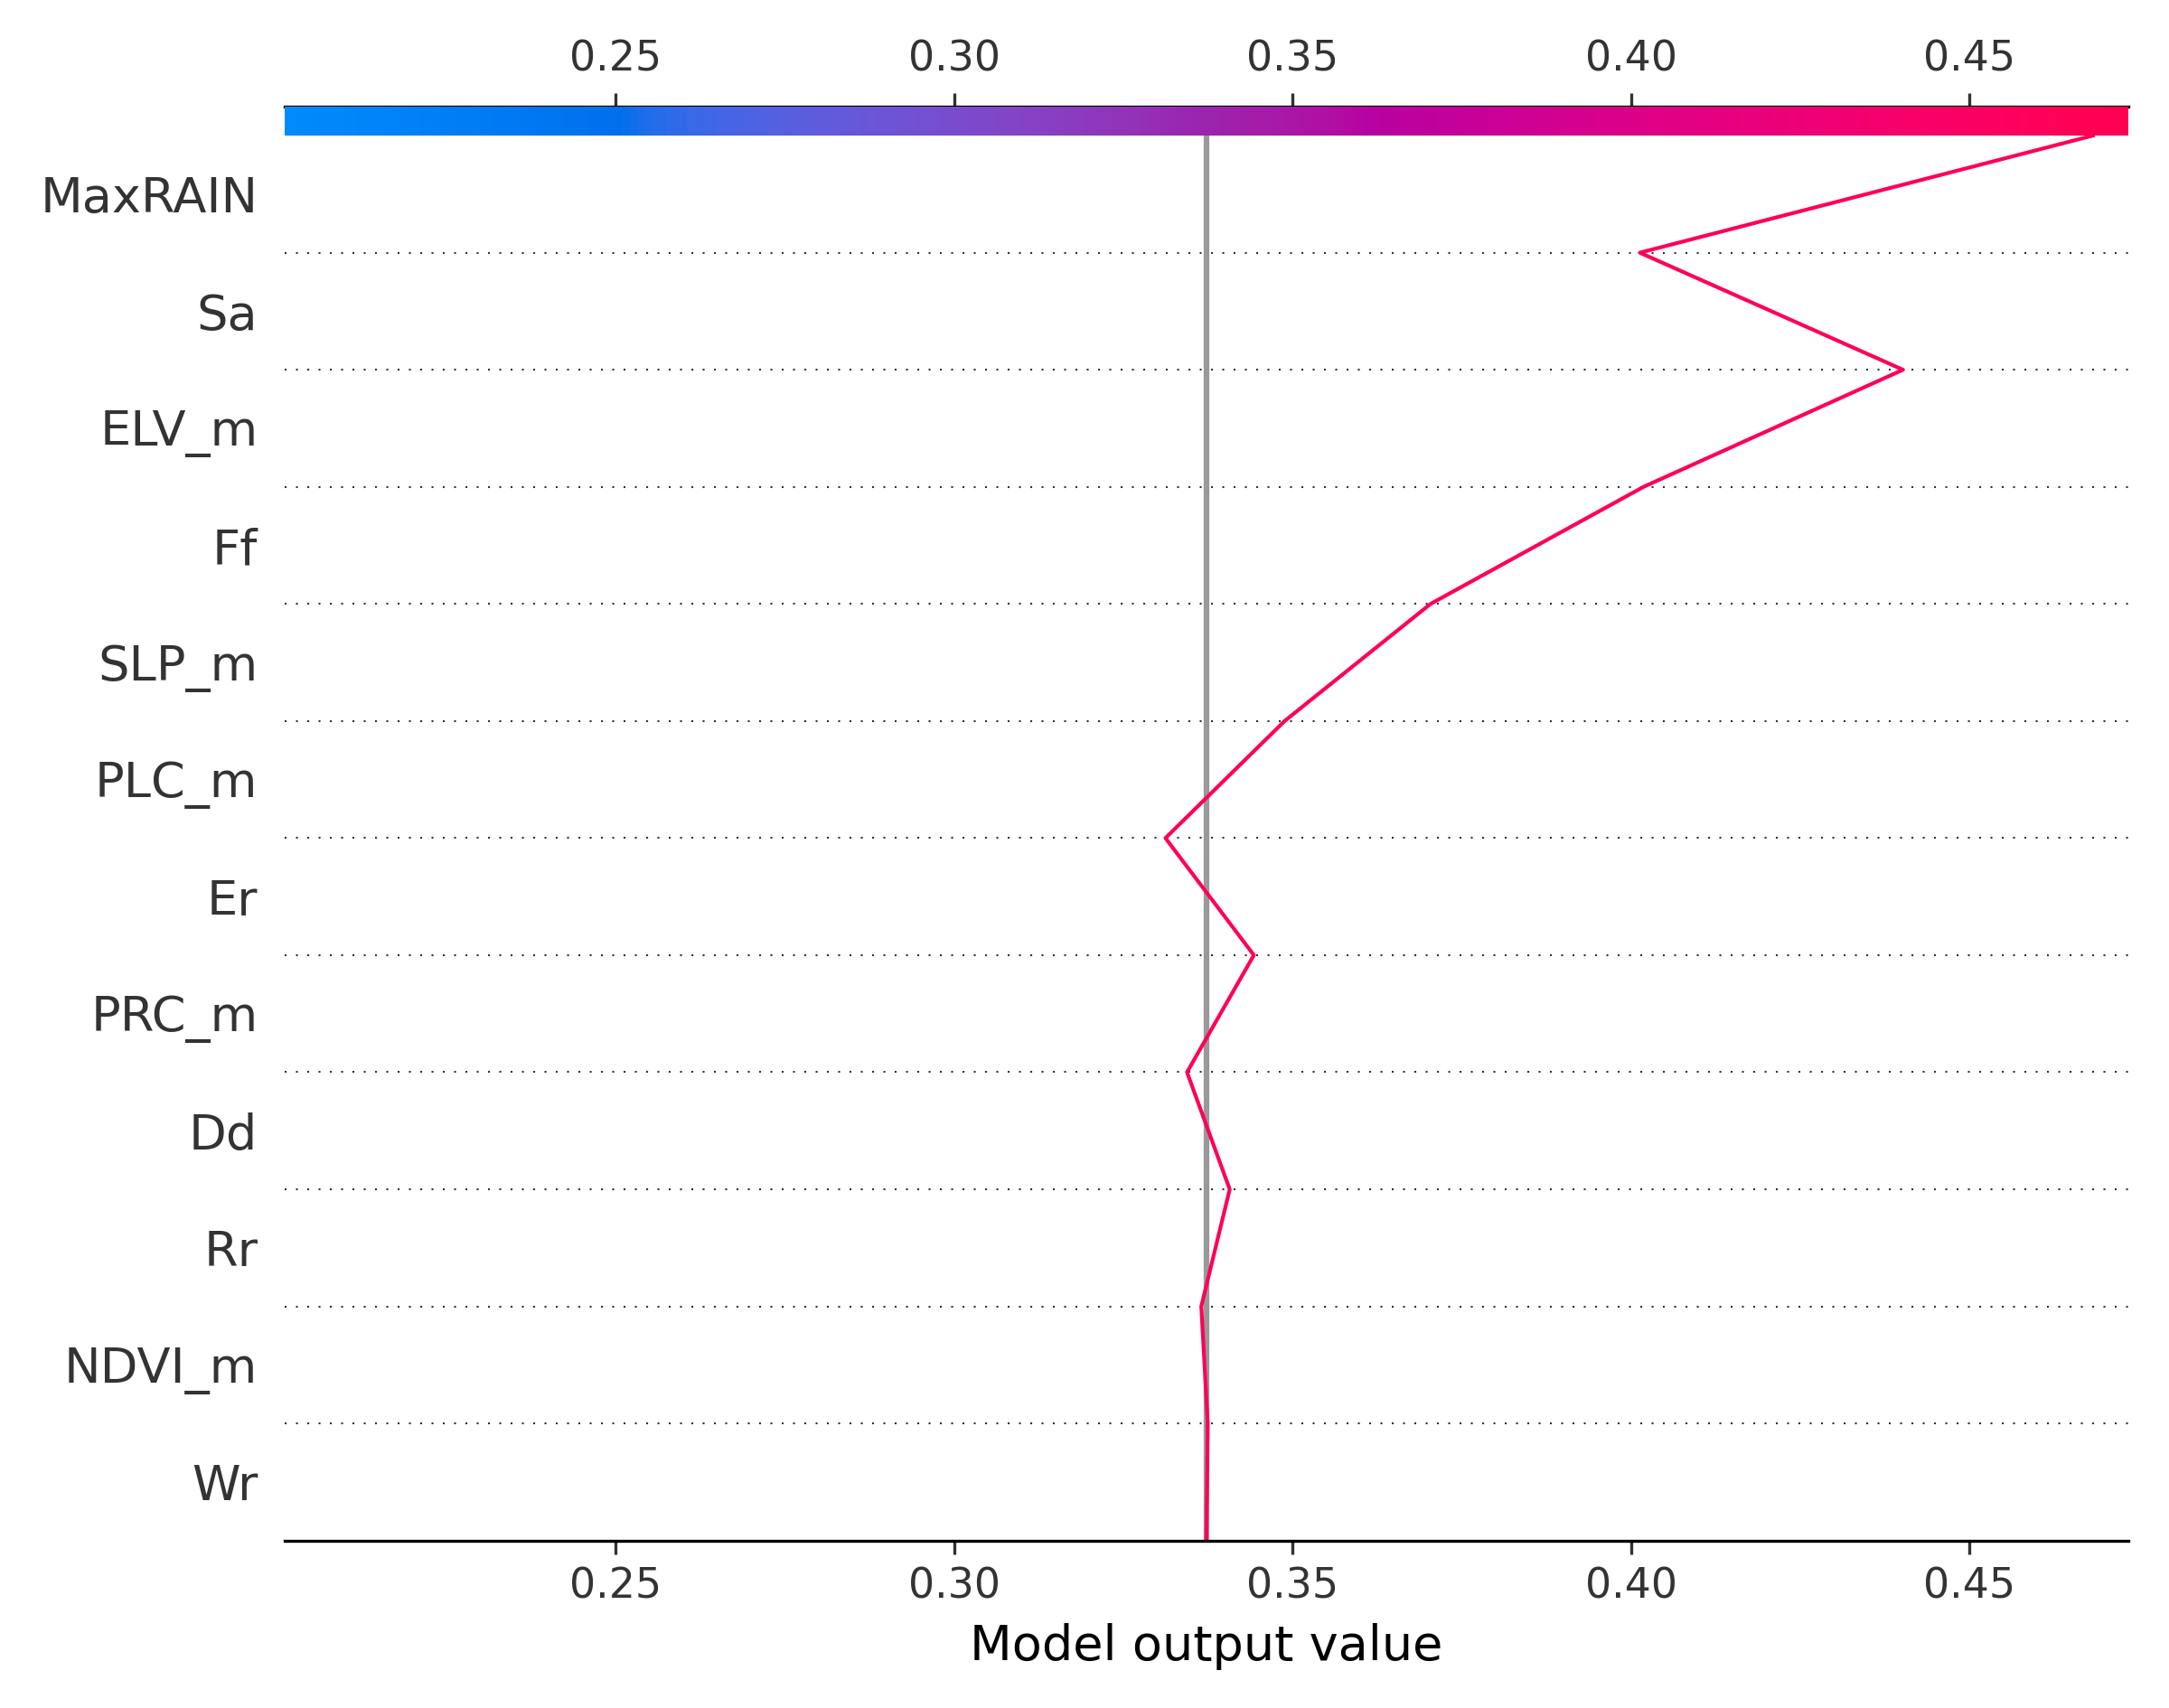 0.25 0.30 0.35 0.40 0.45
MaxRAIN
Sa
ELV_m
Ff
SLP_m
PLC_m
Er
PRC_m
Dd
Rr
NDVI_m
Wr
0.25 0.30 0.35 0.40 0.45
Model output value